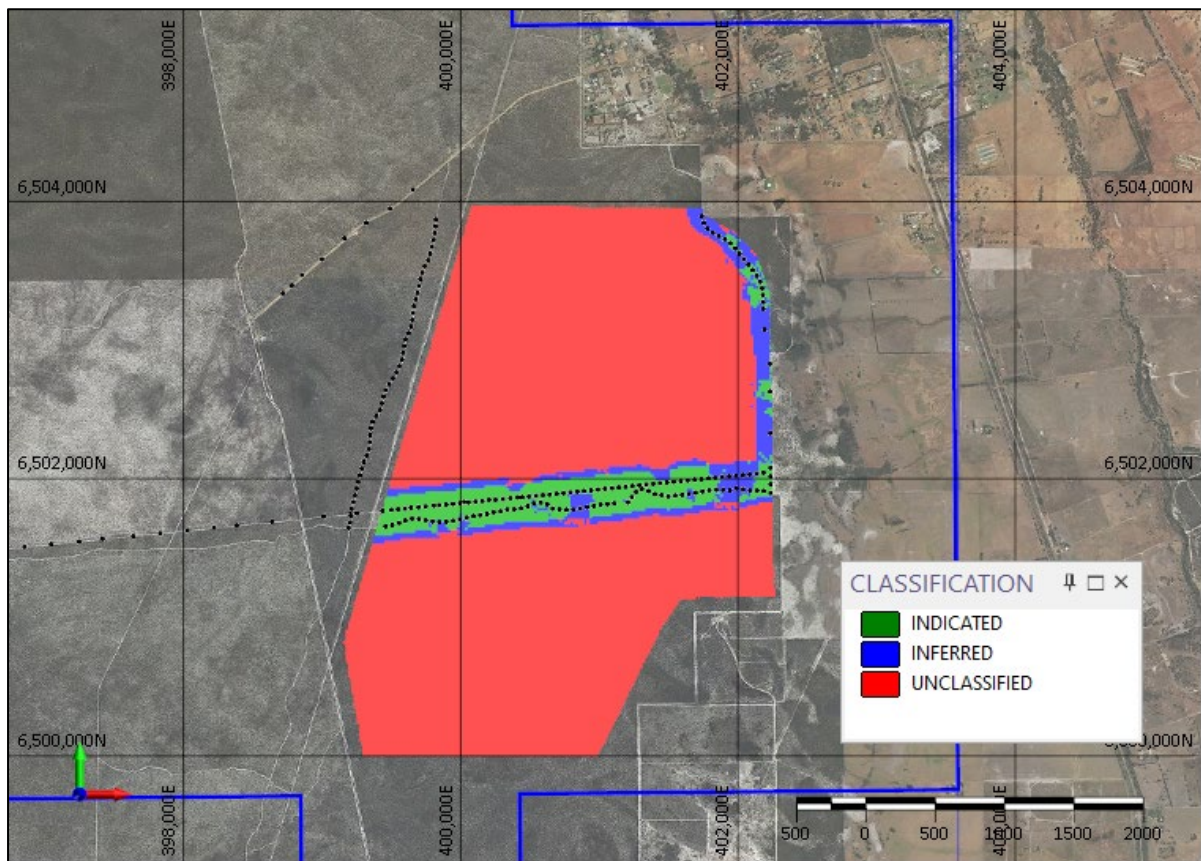 398,000E
400,000E
402,000E
404,000E
6,504,000N
6,504,000N
6,502,000N
6,502,000N
CLASSIFICATION
INDICATED
INFERRED
UNCLASSIFIED
6,500,000N
398,000E
400,000E
402,000E
500
0
500
1000
1500
2000